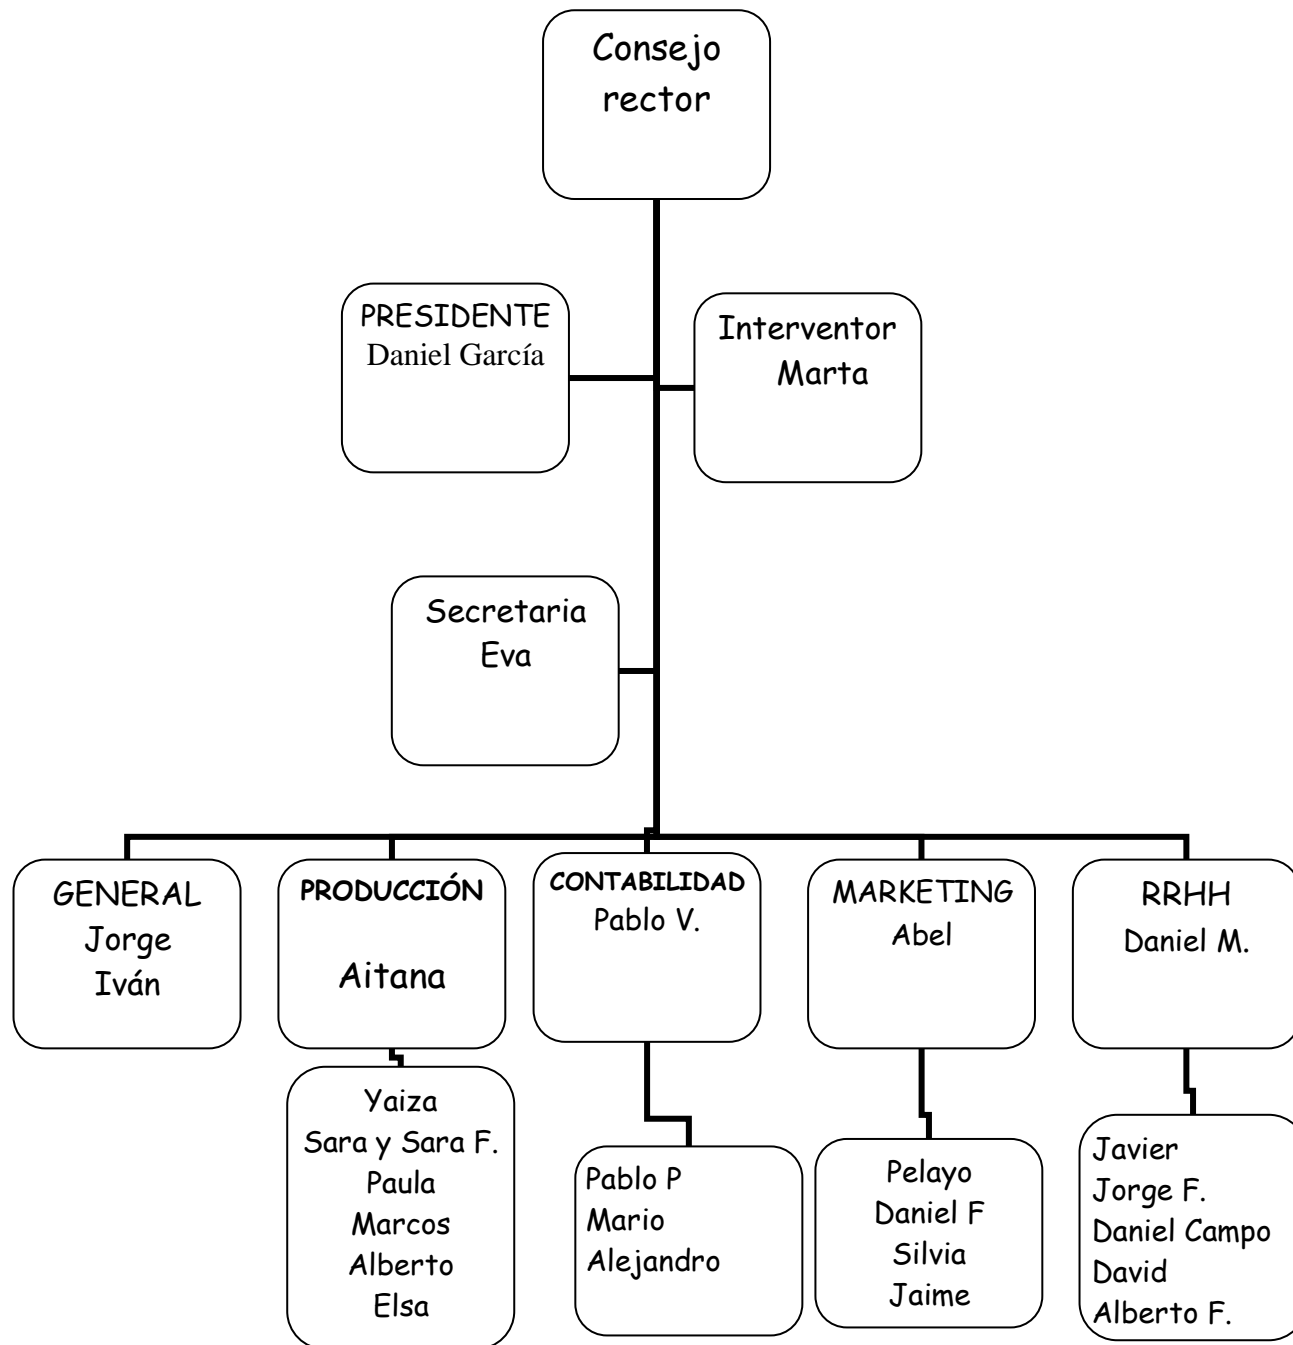 Consejo
rector
PRESIDENTE
Daniel García
Interventor
Marta
Secretaria
Eva
GENERAL
Jorge
Iván
PRODUCCIÓN
Aitana
CONTABILIDAD
Pablo V.
MARKETING
Abel
RRHH
Daniel M.
Yaiza
Sara y Sara F.
Paula
Marcos
Alberto
Elsa
Pablo P
Mario
Alejandro
Pelayo
Daniel F
Silvia
Jaime
Javier
Jorge F.
Daniel Campo
David
Alberto F.